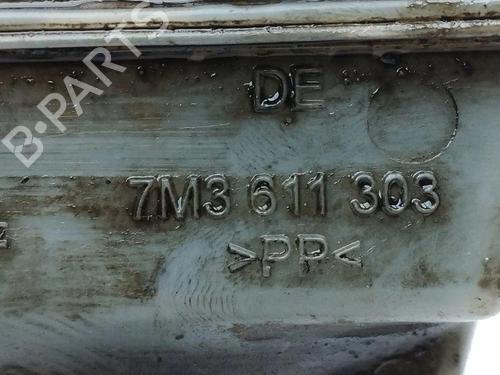 B-PARTS
DE
7M3 611 303
>PP<